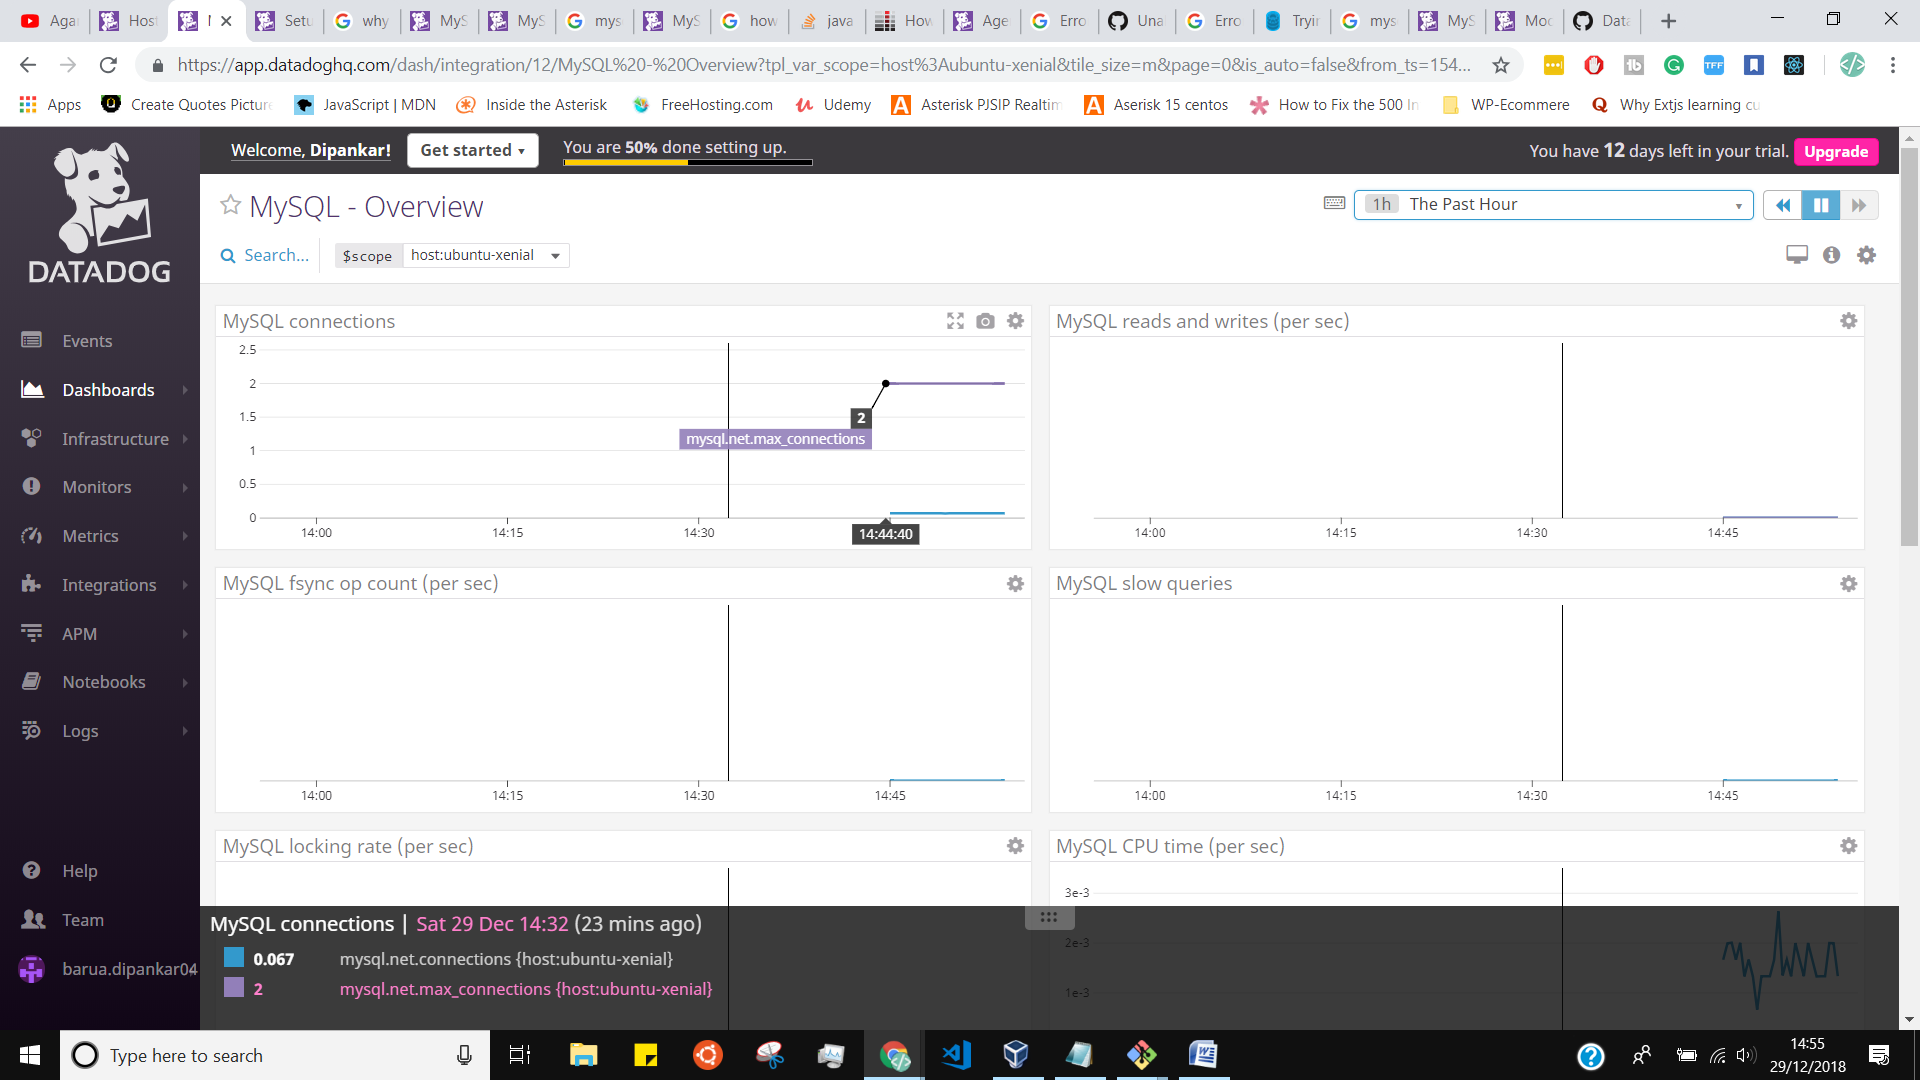 Aga
Host
M
Setu
why
MyS
MyS
mys
MyS
how
java
How
Age
Erro
Una
Erro
Tryin
mys
MyS
Moc
Data
https://app.datadoghq.com/dash/integration/12/MySQL%20-%20Overview?tpl_var_scope=host%3Aubuntu-xenial&tile_size=m&page=0&is_auto=false&from_ts=154...
Apps
Create Quotes Picture
JavaScript | MDN
Inside the Asterisk
FreeHosting.com
Udemy
Asterisk PJSIP Realtim
Aserisk 15 centos
How to Fix the 500 In
WP-Ecommere
Why Extjs learning cu
DATADOG
Welcome, Dipankar!
Get started
You are 50% done setting up.
You have 12 days left in your trial.
Upgrade
MySQL - Overview
1h The Past Hour
Search...
$scope host:ubuntu-xenial
Events
Dashboards
Infrastructure
Monitors
Metrics
Integrations
APM
Notebooks
Logs
Help
Team
barua.dipankar04
MySQL connections
2.5
2
1.5
1
0.5
0
2
mysql.net.max_connections
14:00
14:15
14:30
14:44:40
MySQL reads and writes (per sec)
14:00
14:15
14:30
14:45
MySQL fsync op count (per sec)
14:00
14:15
14:30
14:45
MySQL slow queries
14:00
14:15
14:30
14:45
MySQL locking rate (per sec)
MySQL CPU time (per sec)
3e-3
2e-3
1e-3
MySQL connections | Sat 29 Dec 14:32 (23 mins ago)
0.067 mysql.net.connections {host:ubuntu-xenial}
2 mysql.net.max_connections {host:ubuntu-xenial}
Type here to search
14:55
29/12/2018